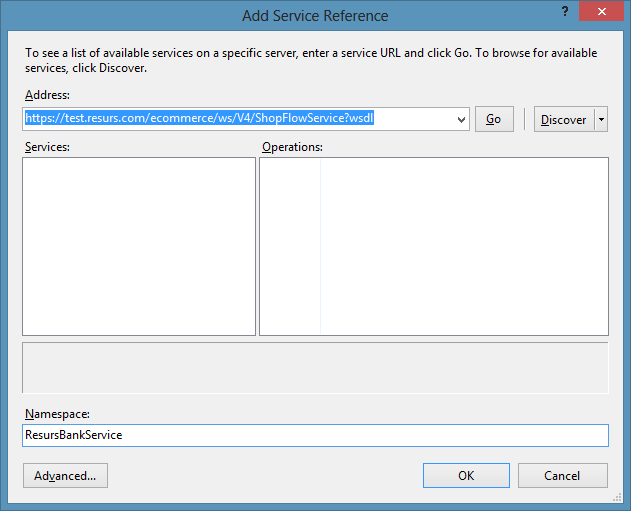 Add Service Reference
?
To see a list of available services on a specific server, enter a service URL and click Go. To browse for available
services, click Discover.
Address:
https://test.resurs.com/ecommerce/ws/V4/ShopFlowService?wsdl
Go
Discover
Services:
Operations:
Namespace:
ResursBankService
Advanced...
OK
Cancel